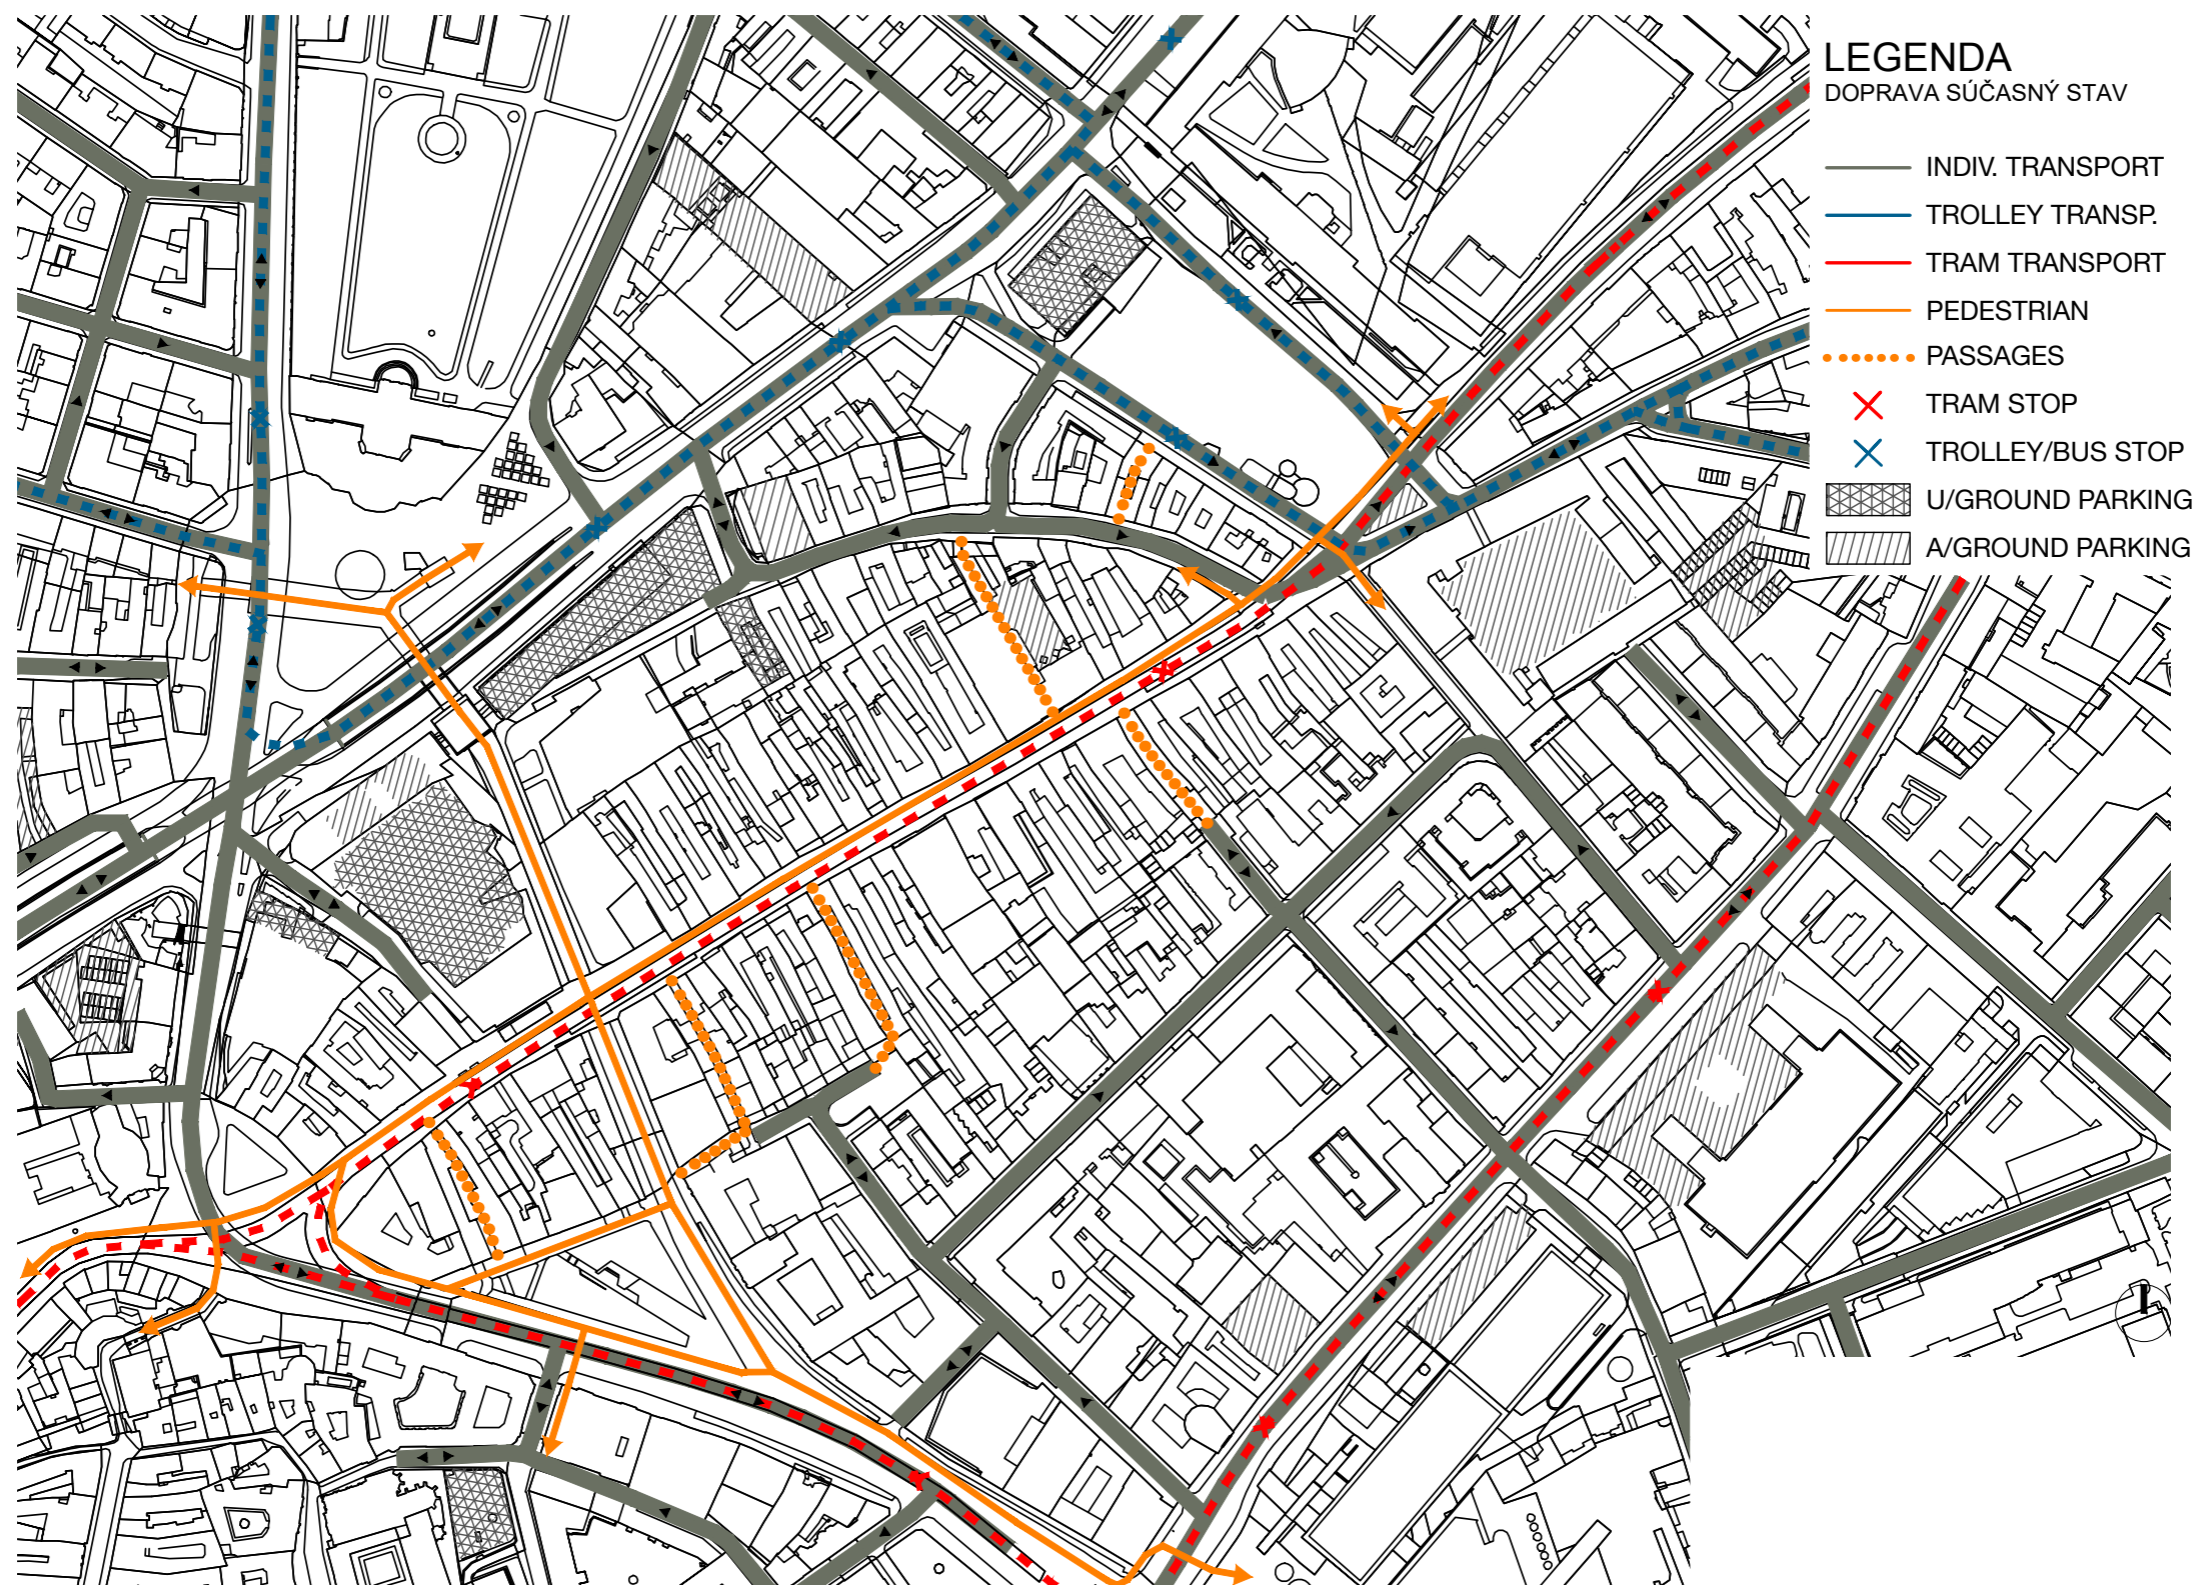 LEGENDA
DOPRAVA SÚČASNÝ STAV
INDIV. TRANSPORT
TROLLEY TRANSP.
TRAM TRANSPORT
PEDESTRIAN
PASSAGES
TRAM STOP
TROLLEY/BUS STOP
U/GROUND PARKING
A/GROUND PARKING